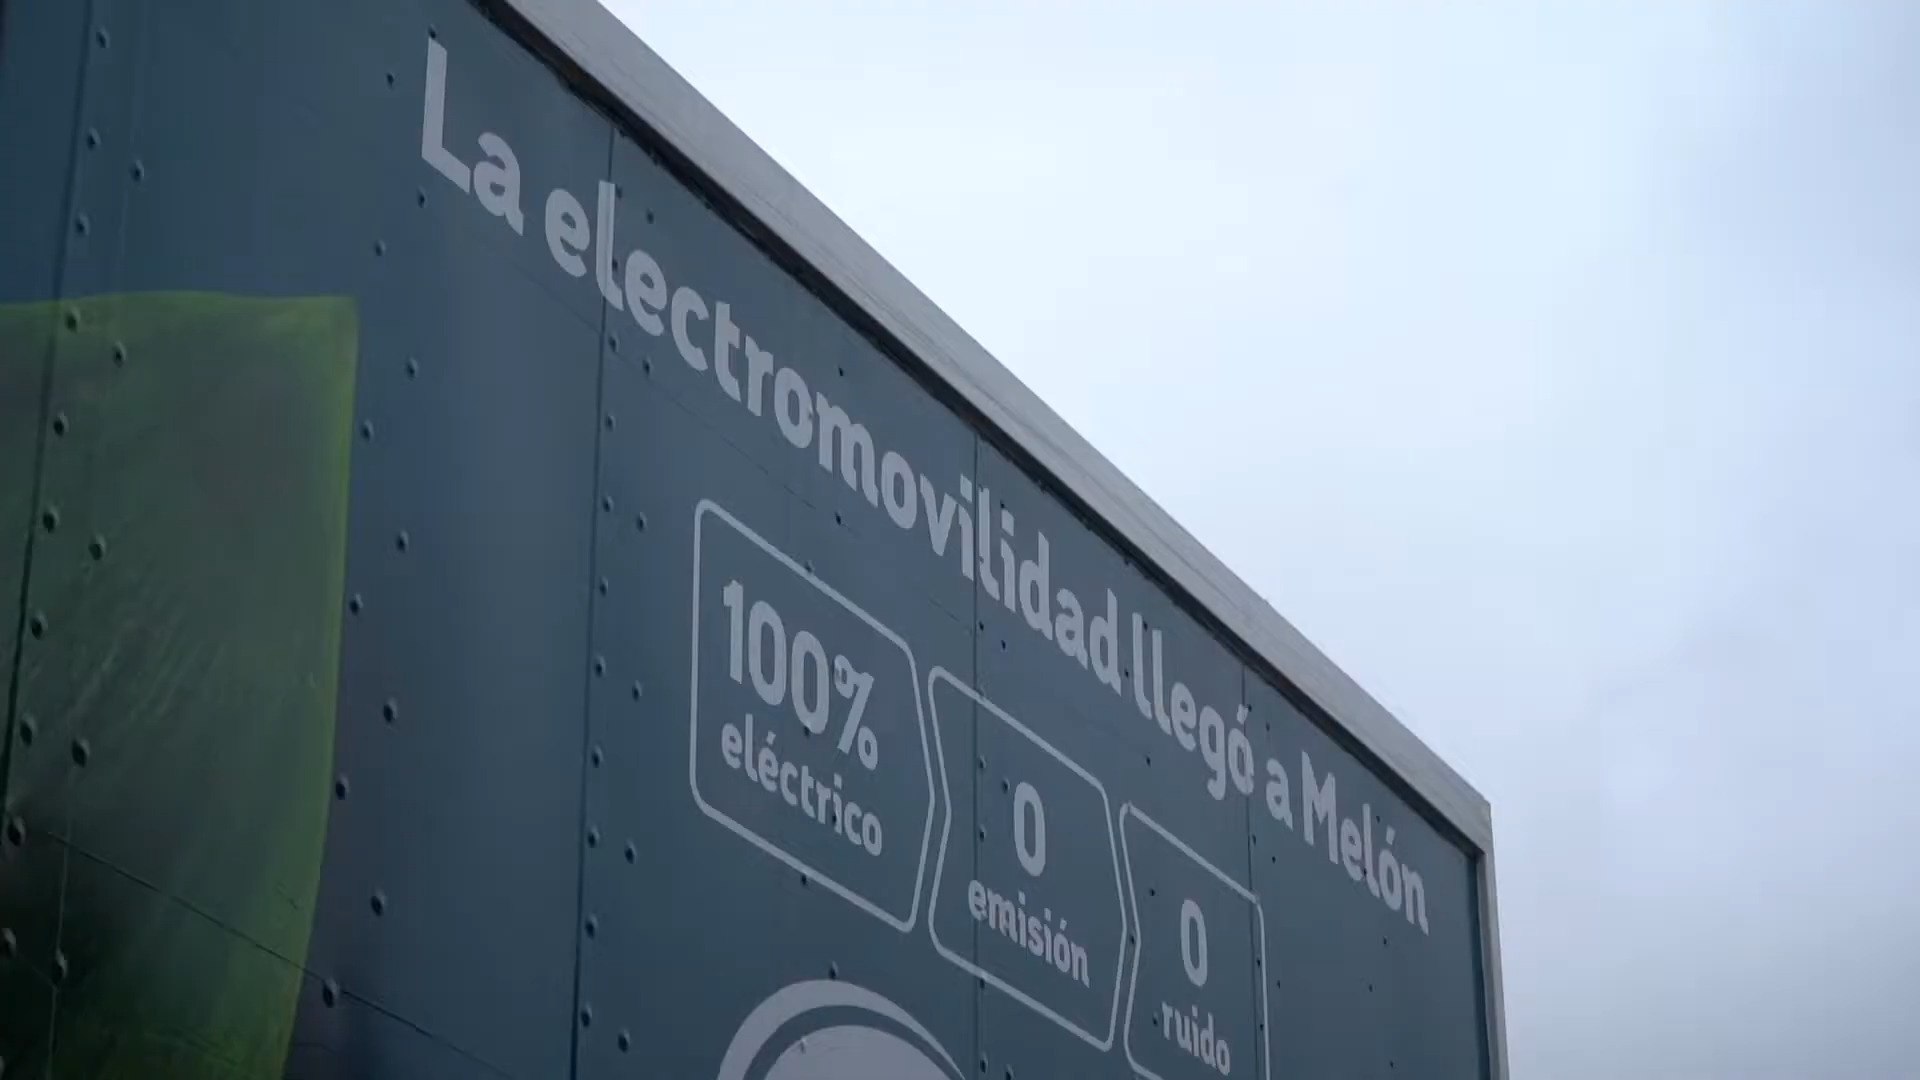 La electromovilidad llegó a Melón
100%
eléctrico
0
emisión
0
ruido